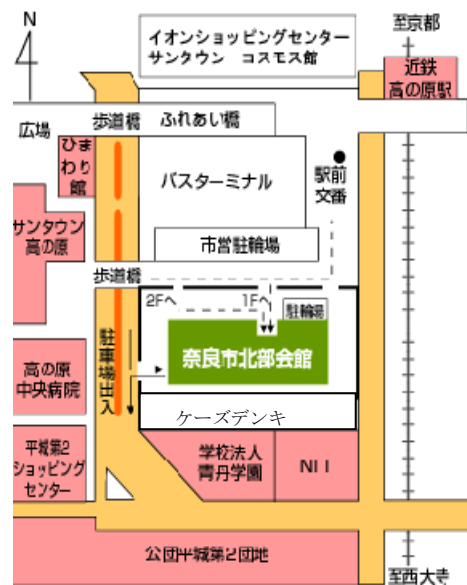 N
イオンショッピングセンター
サンタウン コスモス館
至京都
近鉄
高の原駅
広場
歩道橋
ふれあい橋
ひま
わり
館
バスターミナル
駅前
交番
サンタウン
高の原
市営駐輪場
歩道橋
2Fへ
1Fへ
駐輪場
駐車場出入
奈良市北部会館
高の原
中央病院
ケーズデンキ
平城第2
ショッピング
センター
学校法人
青丹学園
NII
公団平城第2団地
至西大寺